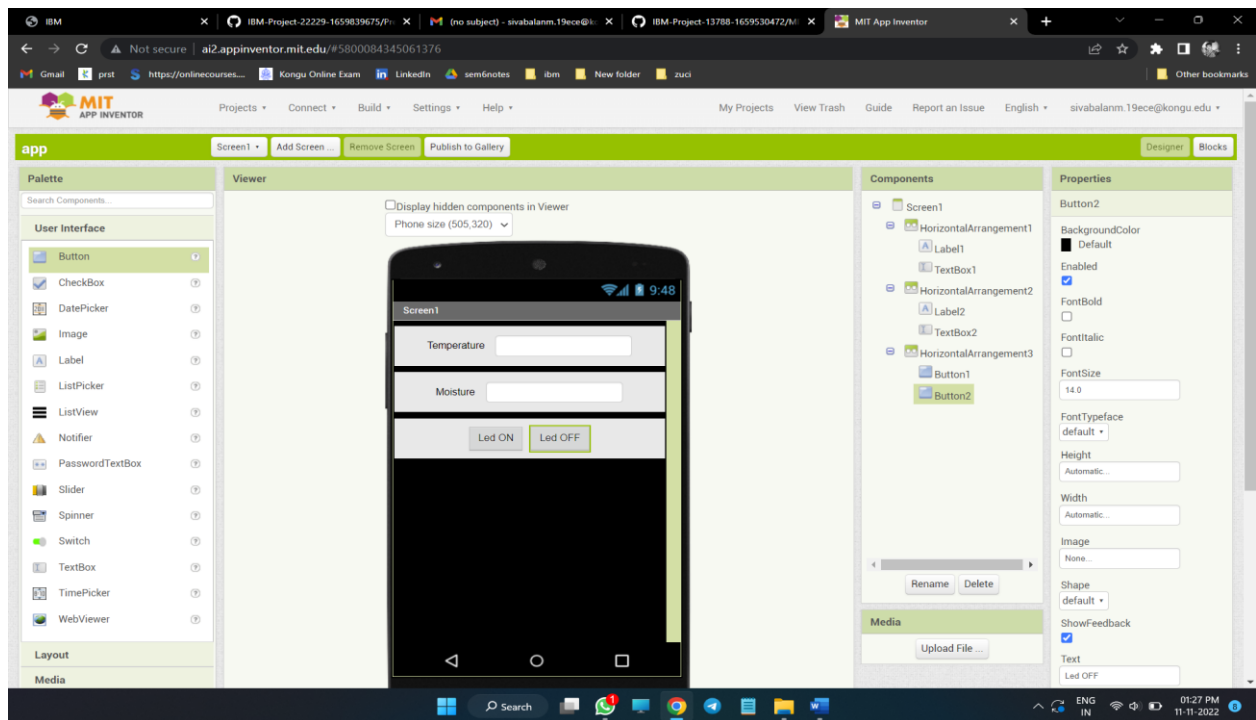 IBM
IBM-Project-22229-1659839675/Pr
(no subject) - sivabalanm.19ece@k
IBM-Project-13788-1659530472/M
MIT App Inventor
Not secure | ai2.appinventor.mit.edu/#5800084345061376
Gmail prst https://onlinecourses.... Kongu Online Exam LinkedIn sem6notes ibm New folder zuci Other bookmarks
MIT
APP INVENTOR
Projects Connect Build Settings Help My Projects View Trash Guide Report an Issue English sivabalanm.19ece@kongu.edu
app Screen1 Add Screen ... Remove Screen Publish to Gallery Designer Blocks
Palette
Search Components...
User Interface
Button
CheckBox
DatePicker
Image
Label
ListPicker
ListView
Notifier
PasswordTextBox
Slider
Spinner
Switch
TextBox
TimePicker
WebViewer
Layout
Media
Viewer
Display hidden components in Viewer
Phone size (505,320)
9:48
Screen1
Temperature
Moisture
Led ON Led OFF
Components
Screen1
HorizontalArrangement1
Label1
TextBox1
HorizontalArrangement2
Label2
TextBox2
HorizontalArrangement3
Button1
Button2
Rename Delete
Media
Upload File ...
Properties
Button2
BackgroundColor
Default
Enabled
FontBold
FontItalic
FontSize
14.0
FontTypeface
default
Height
Automatic...
Width
Automatic...
Image
None...
Shape
default
ShowFeedback
Text
Led OFF
Search
ENG
IN
01:27 PM
11-11-2022
8